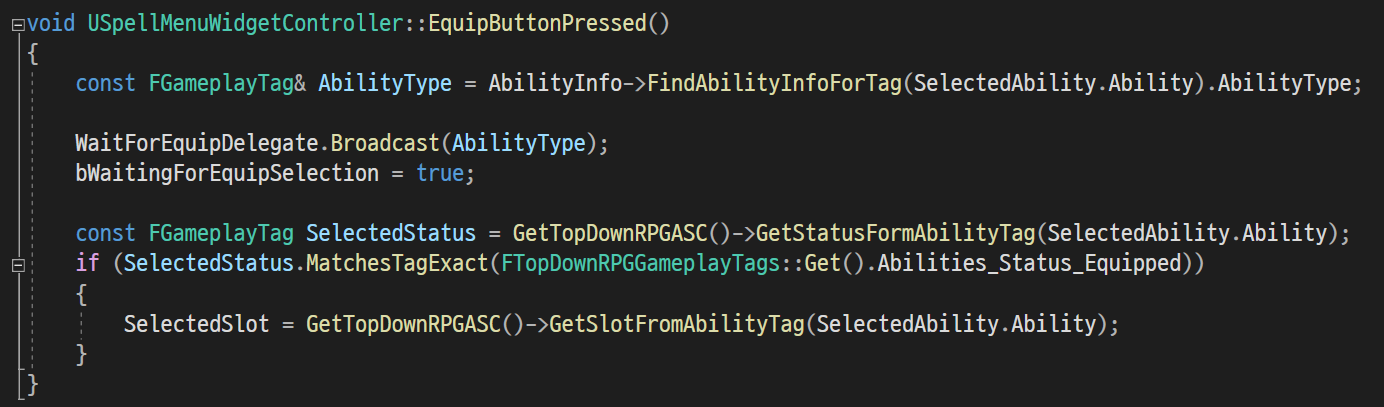 void USpellMenuWidgetController::EquipButtonPressed()
{
const FGameplayTag& AbilityType = AbilityInfo->FindAbilityInfoForTag(SelectedAbility.Ability).AbilityType;
WaitForEquipDelegate.Broadcast(AbilityType);
bWaitingForEquipSelection = true;
const FGameplayTag SelectedStatus = GetTopDownRPGASC()->GetStatusFormAbilityTag(SelectedAbility.Ability);
if (SelectedStatus.MatchesTagExact(FTopDownRPGGameplayTags::Get().Abilities_Status_Equipped))
{
SelectedSlot = GetTopDownRPGASC()->GetSlotFromAbilityTag(SelectedAbility.Ability);
}
}